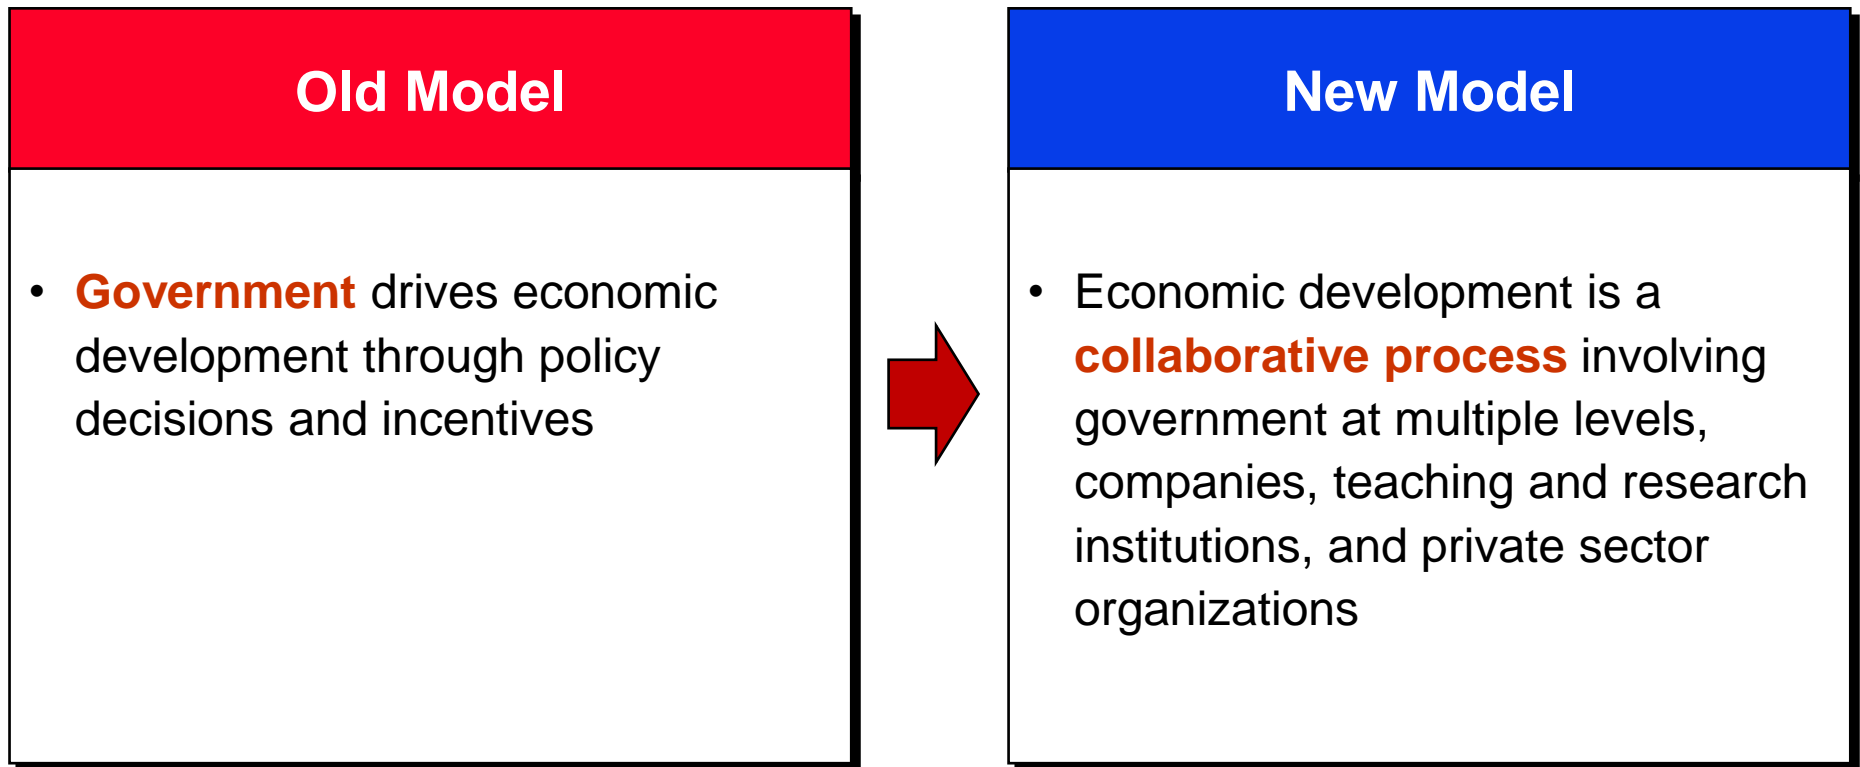 Old Model
• Government drives economic
development through policy
decisions and incentives
New Model
• Economic development is a
collaborative process involving
government at multiple levels,
companies, teaching and research
institutions, and private sector
organizations